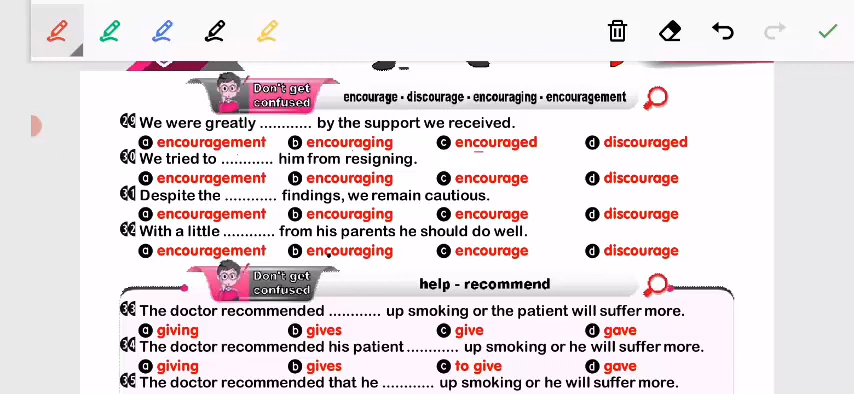 Don't get confused
encourage - discourage - encouraging - encouragement
29 We were greatly ............ by the support we received.
a encouragement b encouraging c encouraged d discouraged
30 We tried to ............ him from resigning.
a encouragement b encouraging c encourage d discourage
31 Despite the ............ findings, we remain cautious.
a encouragement b encouraging c encourage d discourage
32 With a little ............ from his parents he should do well.
a encouragement b encouraging c encourage d discourage
Don't get confused
help - recommend
33 The doctor recommended ............ up smoking or the patient will suffer more.
a giving b gives c give d gave
34 The doctor recommended his patient ............ up smoking or he will suffer more.
a giving b gives c to give d gave
35 The doctor recommended that he ............ up smoking or he will suffer more.